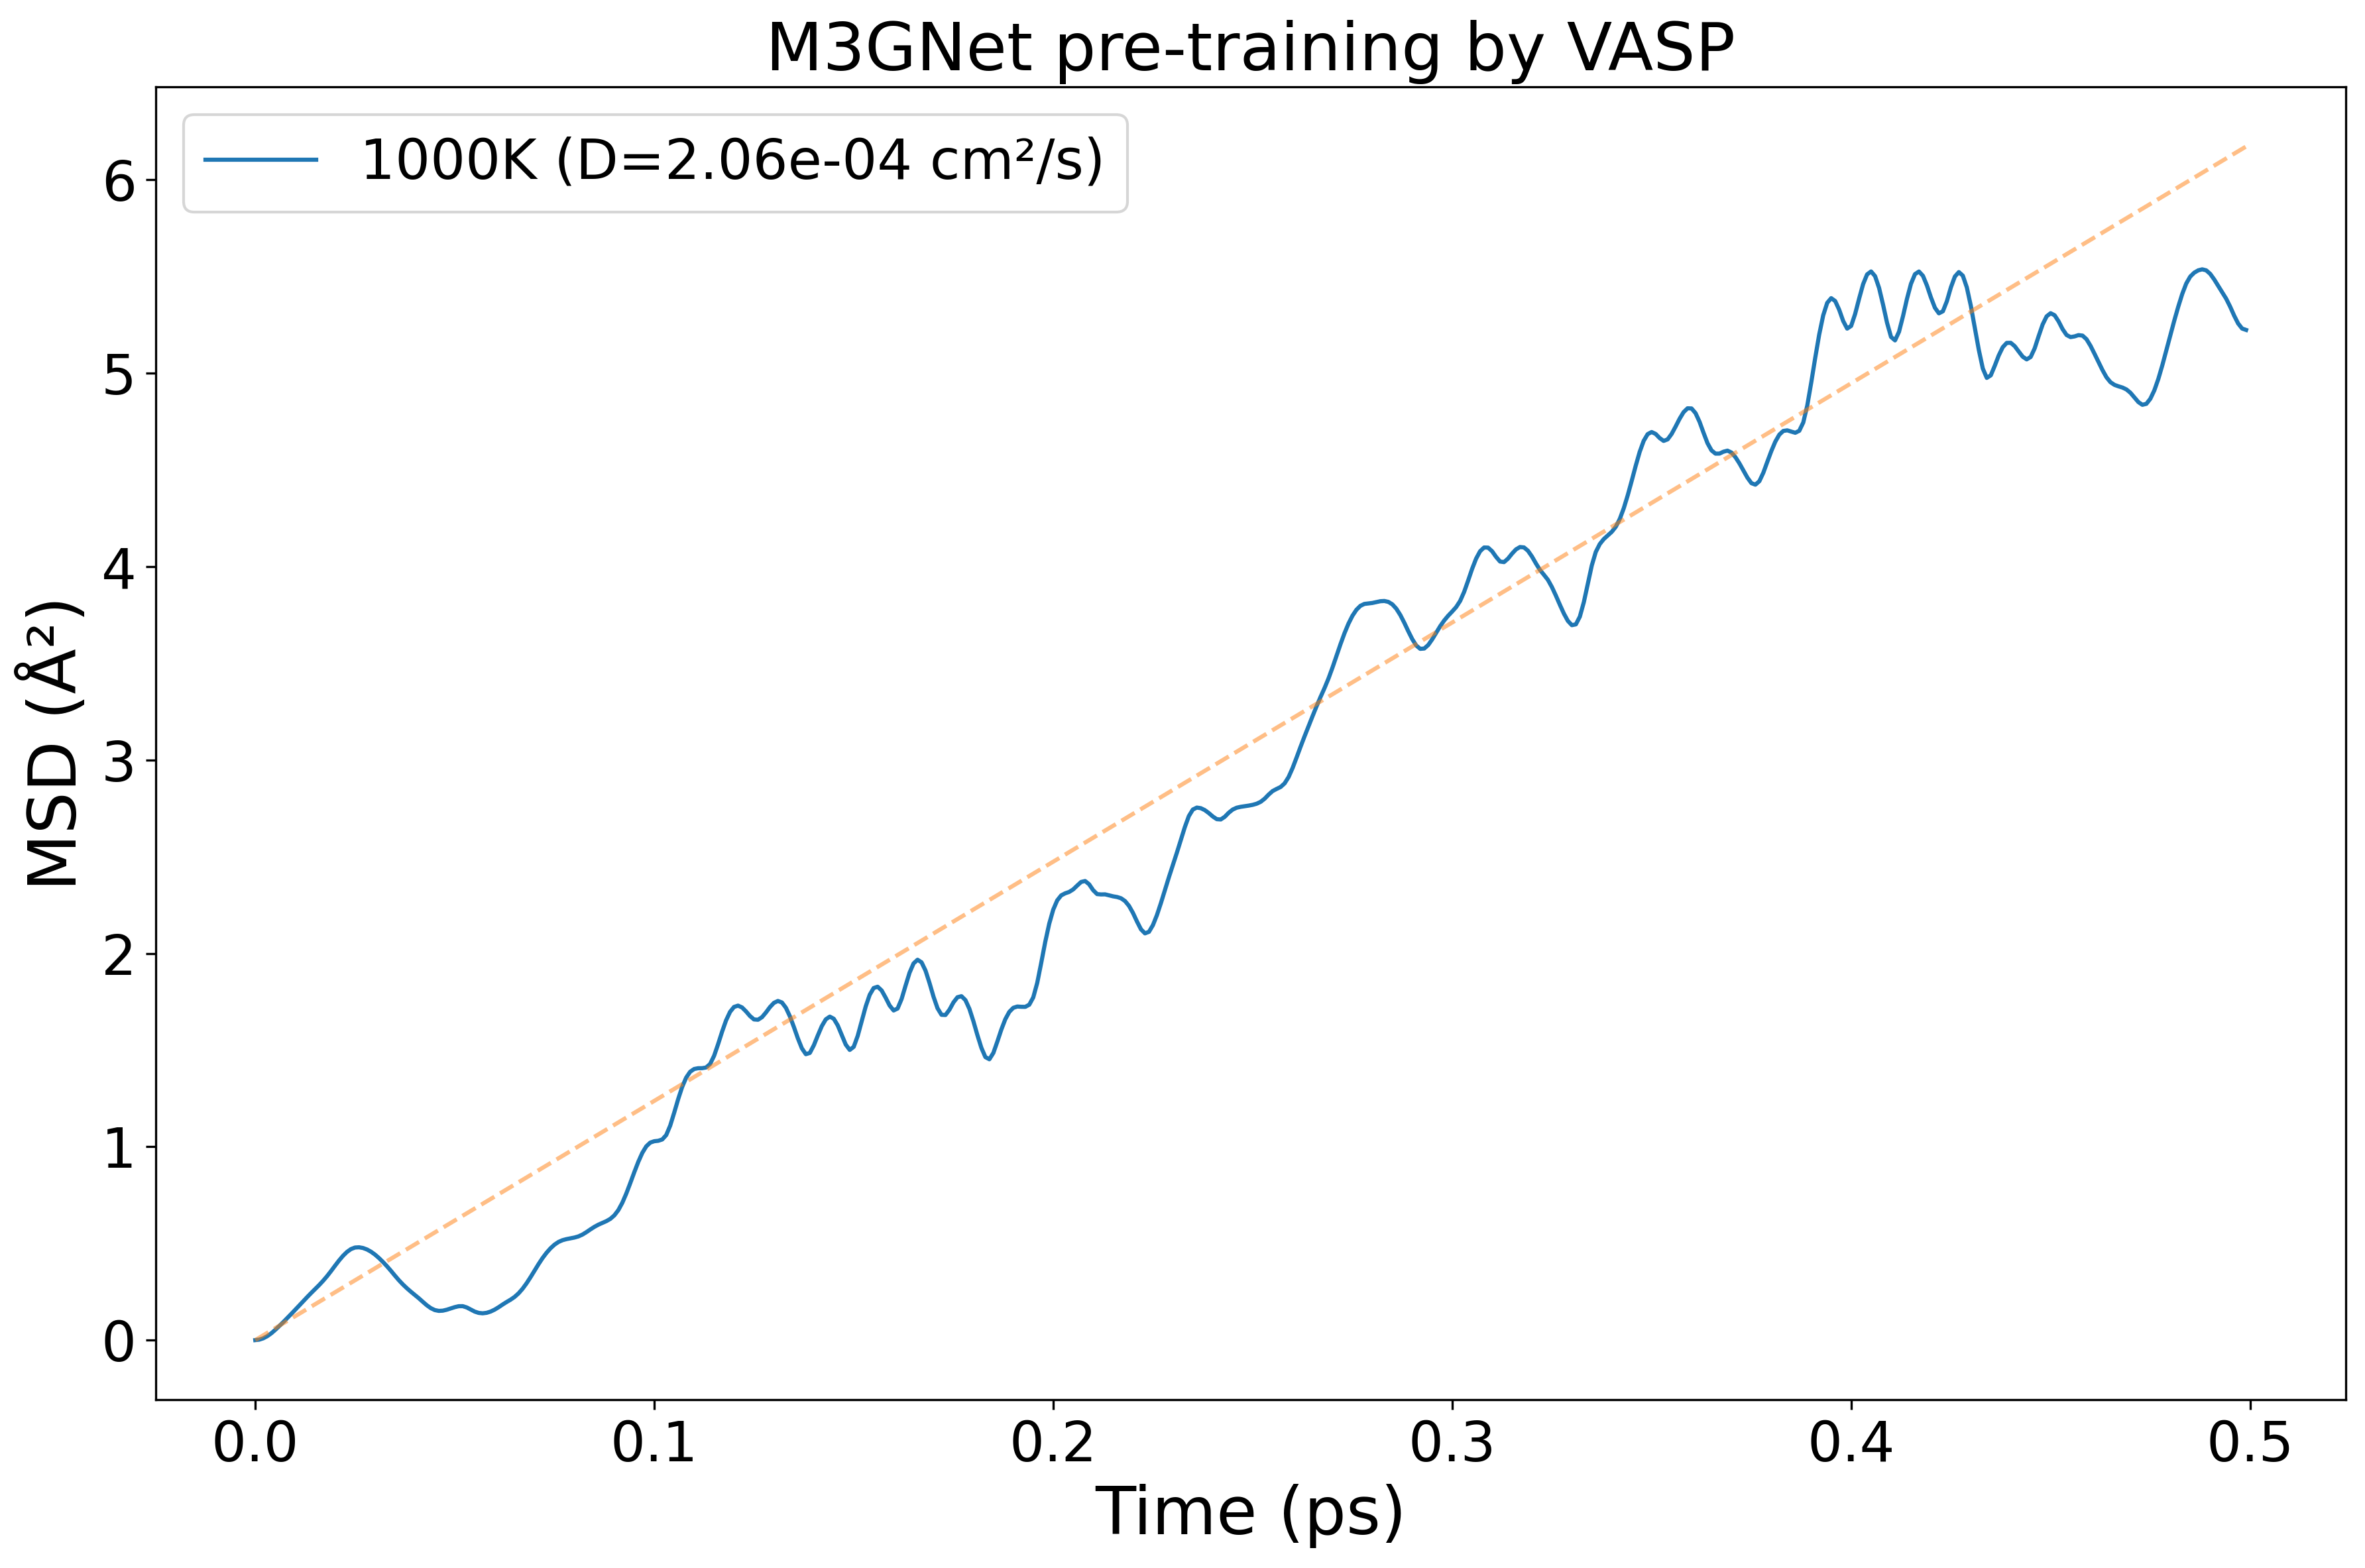 M3GNet pre-training by VASP
1000K (D=2.06e-04 cm²/s)
MSD (Å²)
6
5
4
3
2
1
0
0.0 0.1 0.2 0.3 0.4 0.5
Time (ps)